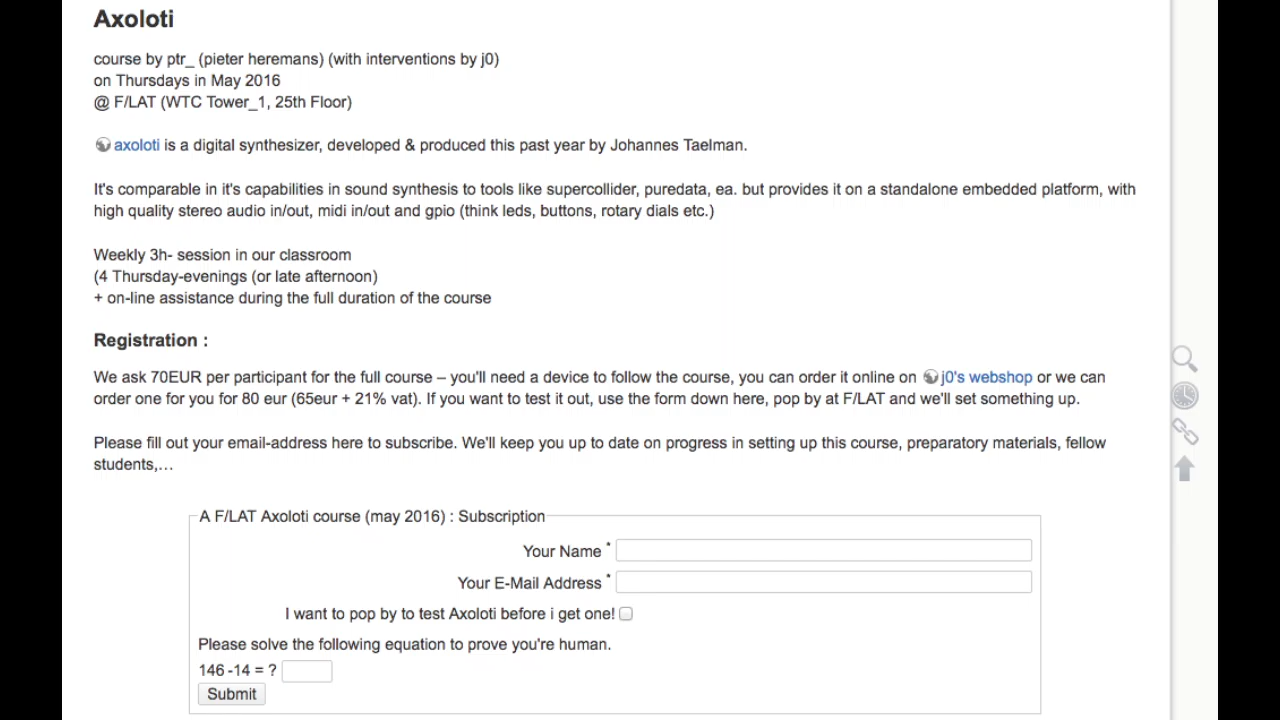 Axoloti
course by ptr_ (pieter heremans) (with interventions by j0)
on Thursdays in May 2016
@ F/LAT (WTC Tower_1, 25th Floor)
axoloti is a digital synthesizer, developed & produced this past year by Johannes Taelman.
It's comparable in it's capabilities in sound synthesis to tools like supercollider, puredata, ea. but provides it on a standalone embedded platform, with
high quality stereo audio in/out, midi in/out and gpio (think leds, buttons, rotary dials etc.)
Weekly 3h- session in our classroom
(4 Thursday-evenings (or late afternoon)
+ on-line assistance during the full duration of the course
Registration :
We ask 70EUR per participant for the full course – you'll need a device to follow the course, you can order it online on j0's webshop or we can
order one for you for 80 eur (65eur + 21% vat). If you want to test it out, use the form down here, pop by at F/LAT and we'll set something up.
Please fill out your email-address here to subscribe. We'll keep you up to date on progress in setting up this course, preparatory materials, fellow
students,…
A F/LAT Axoloti course (may 2016) : Subscription
Your Name *
Your E-Mail Address *
I want to pop by to test Axoloti before i get one!
Please solve the following equation to prove you're human.
146 -14 = ?
Submit